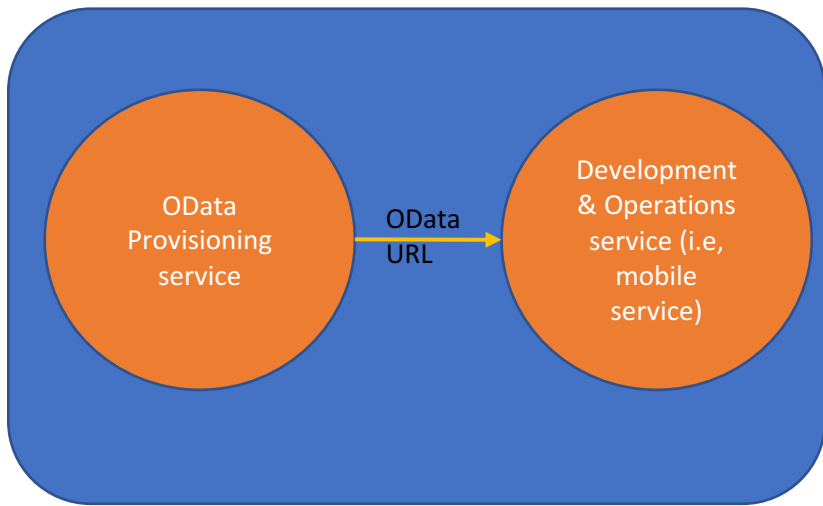 OData
Provisioning
service
OData
URL
Development
& Operations
service (i.e,
mobile
service)